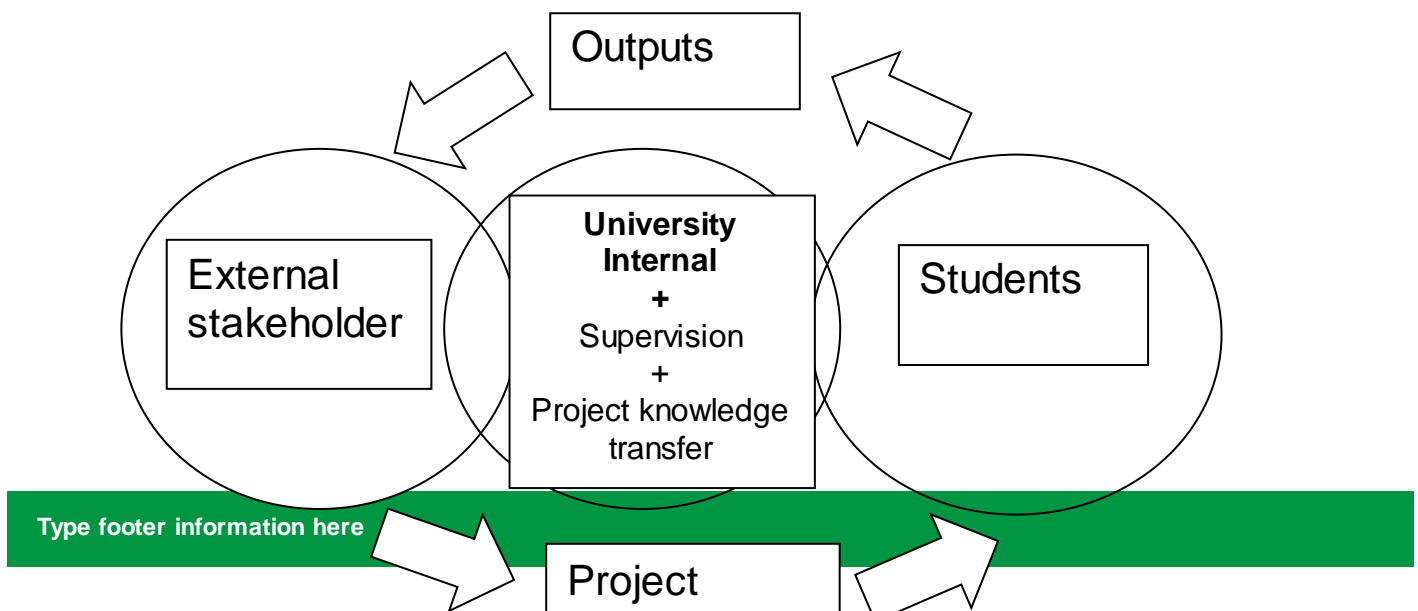 Outputs
External
stakeholder
University
Internal
+
Supervision
+
Project knowledge
transfer
Students
Type footer information here
Project